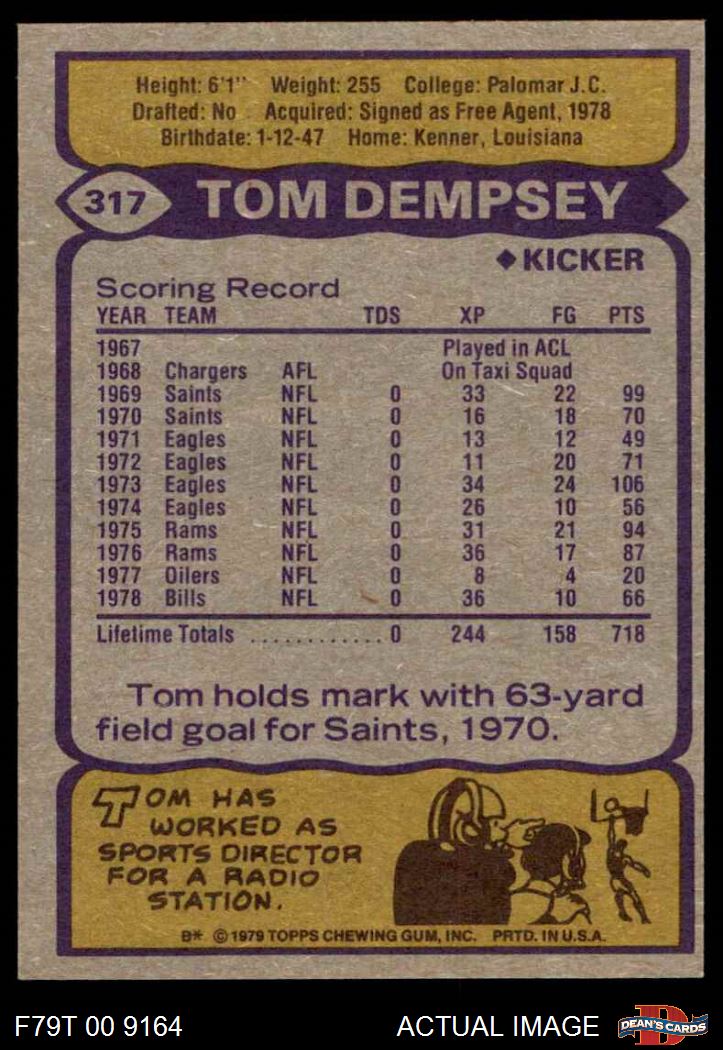 Height: 6'1" Weight: 255 College: Palomar J.C.
Drafted: No Acquired: Signed as Free Agent, 1978
Birthdate: 1-12-47 Home: Kenner, Louisiana
317 TOM DEMPSEY
◆ KICKER
Scoring Record
YEAR TEAM TDS XP FG PTS
1967 Played in ACL
1968 Chargers AFL On Taxi Squad
1969 Saints NFL 0 33 22 99
1970 Saints NFL 0 16 18 70
1971 Eagles NFL 0 13 12 49
1972 Eagles NFL 0 11 20 71
1973 Eagles NFL 0 34 24 106
1974 Eagles NFL 0 26 10 56
1975 Rams NFL 0 31 21 94
1976 Rams NFL 0 36 17 87
1977 Oilers NFL 0 8 4 20
1978 Bills NFL 0 36 10 66
Lifetime Totals ............ 0 244 158 718
Tom holds mark with 63-yard
field goal for Saints, 1970.
TOM HAS
WORKED AS
SPORTS DIRECTOR
FOR A RADIO
STATION.
B* © 1979 TOPPS CHEWING GUM, INC. PRTD. IN U.S.A.
F79T 00 9164 ACTUAL IMAGE D DEAN'S CARDS